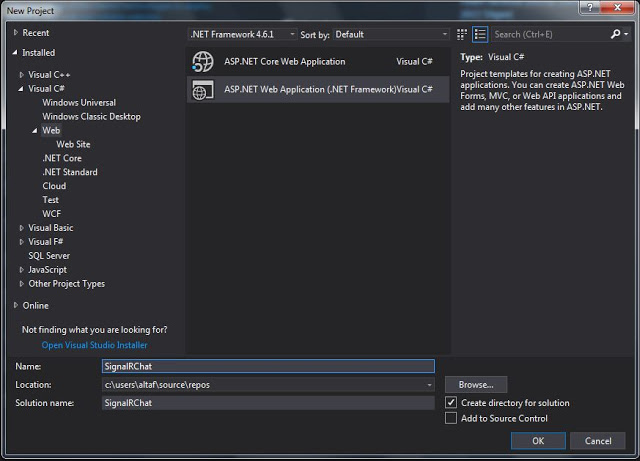 New Project
Recent
.NET Framework 4.6.1
Sort by:
Default
Search (Ctrl+E)
Installed
Visual C++
Visual C#
Windows Universal
Windows Classic Desktop
Web
Web Site
.NET Core
.NET Standard
Cloud
Test
WCF
Visual Basic
Visual F#
SQL Server
JavaScript
Other Project Types
Online
Not finding what you are looking for?
Open Visual Studio Installer
ASP.NET Core Web Application Visual C#
ASP.NET Web Application (.NET Framework) Visual C#
Type: Visual C#
Project templates for creating ASP.NET
applications. You can create ASP.NET Web
Forms, MVC, or Web API applications and
add many other features in ASP.NET.
Name: SignalRChat
Location: c:\users\altaf\source\repos
Browse...
Solution name: SignalRChat
Create directory for solution
Add to Source Control
OK
Cancel